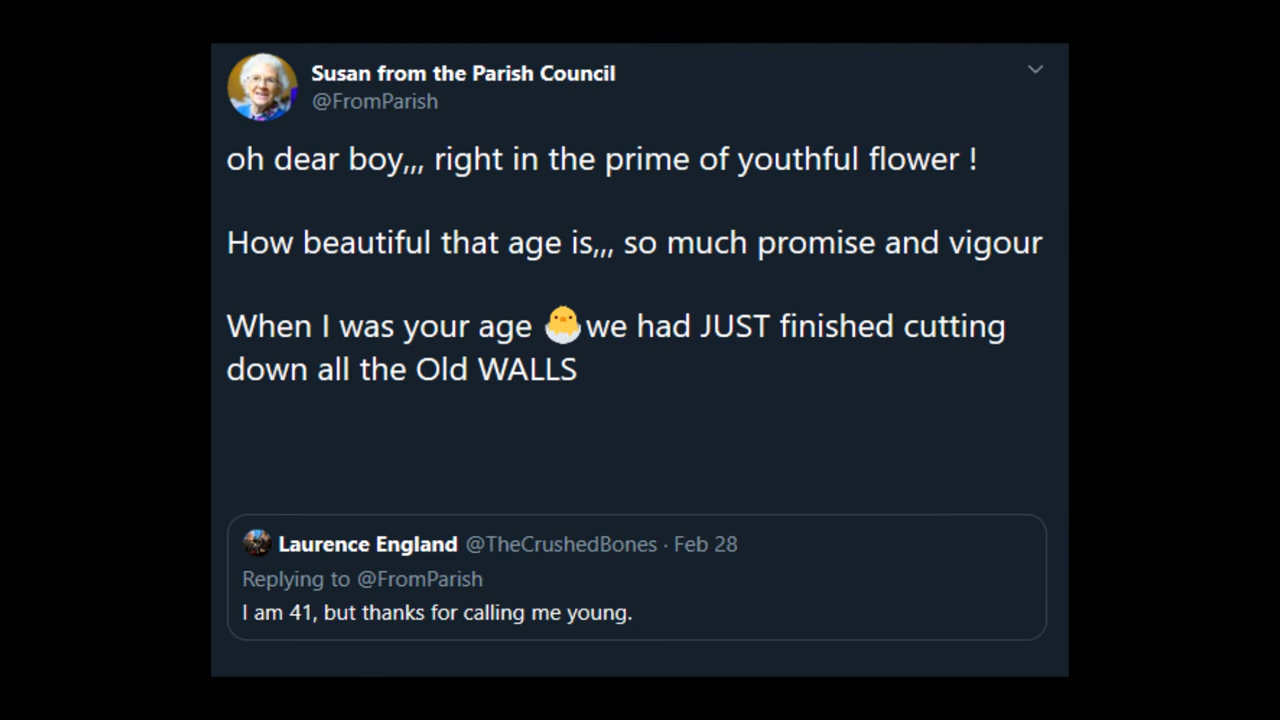 Susan from the Parish Council
@FromParish
oh dear boy,,, right in the prime of youthful flower !
How beautiful that age is,,, so much promise and vigour
When I was your age 🐣we had JUST finished cutting
down all the Old WALLS
Laurence England @TheCrushedBones · Feb 28
Replying to @FromParish
I am 41, but thanks for calling me young.